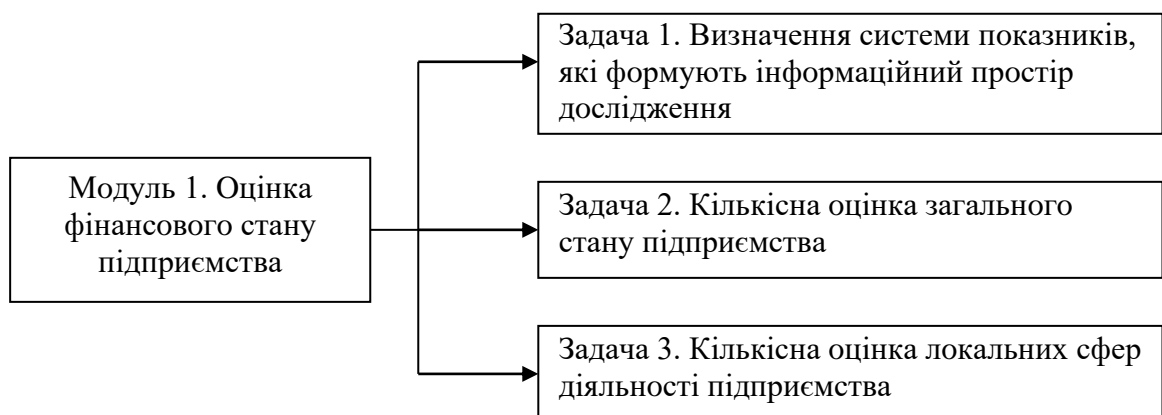 Модуль 1. Оцінка
фінансового стану
підприємства
Задача 1. Визначення системи показників,
які формують інформаційний простір
дослідження
Задача 2. Кількісна оцінка загального
стану підприємства
Задача 3. Кількісна оцінка локальних сфер
діяльності підприємства